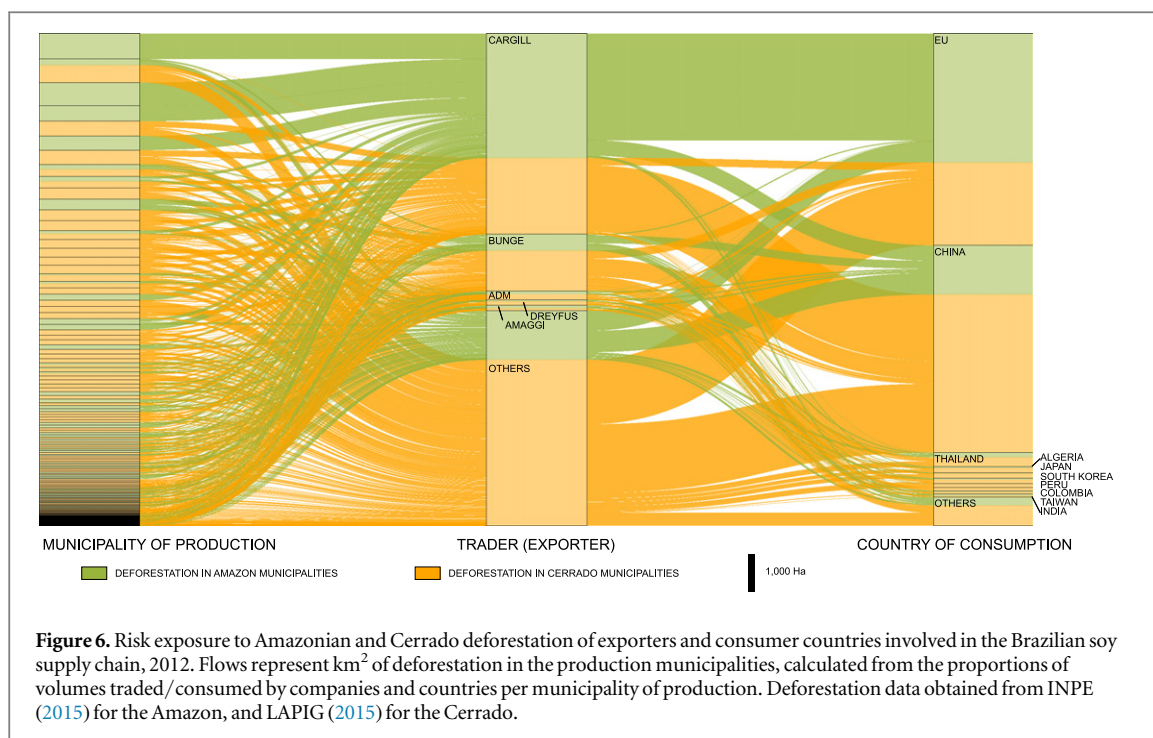 CARGILL
EU
BUNGE
CHINA
ADM
DREYFUS
AMAGGI
OTHERS
THAILAND
ALGERIA
JAPAN
SOUTH KOREA
PERU
COLOMBIA
OTHERS
TAIWAN
INDIA
MUNICIPALITY OF PRODUCTION
TRADER (EXPORTER)
COUNTRY OF CONSUMPTION
DEFORESTATION IN AMAZON MUNICIPALITIES
DEFORESTATION IN CERRADO MUNICIPALITIES
1,000 Ha
Figure 6. Risk exposure to Amazonian and Cerrado deforestation of exporters and consumer countries involved in the Brazilian soy
supply chain, 2012. Flows represent km² of deforestation in the production municipalities, calculated from the proportions of
volumes traded/consumed by companies and countries per municipality of production. Deforestation data obtained from INPE
(2015) for the Amazon, and LAPIG (2015) for the Cerrado.